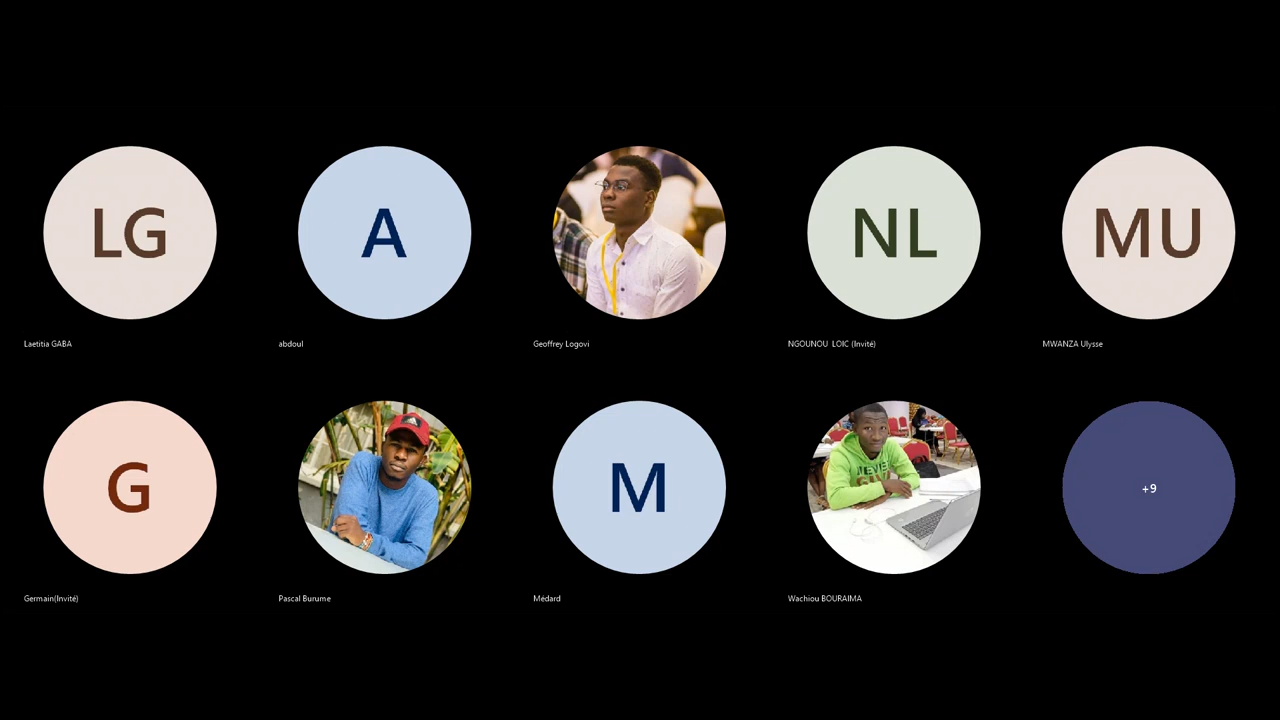 LG
A
NL
MU
Laetitia GABA
abdoul
Geoffrey Logovi
NGOUNOU LOIC (Invité)
MWANZA Ulysse
G
M
+9
Germain(Invité)
Pascal Burume
Médard
Wachiou BOURAIMA